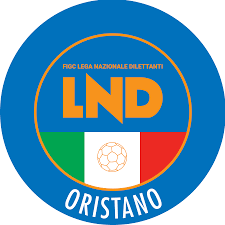 FIGC LEGA NAZIONALE DILETTANTI
LND
ORISTANO